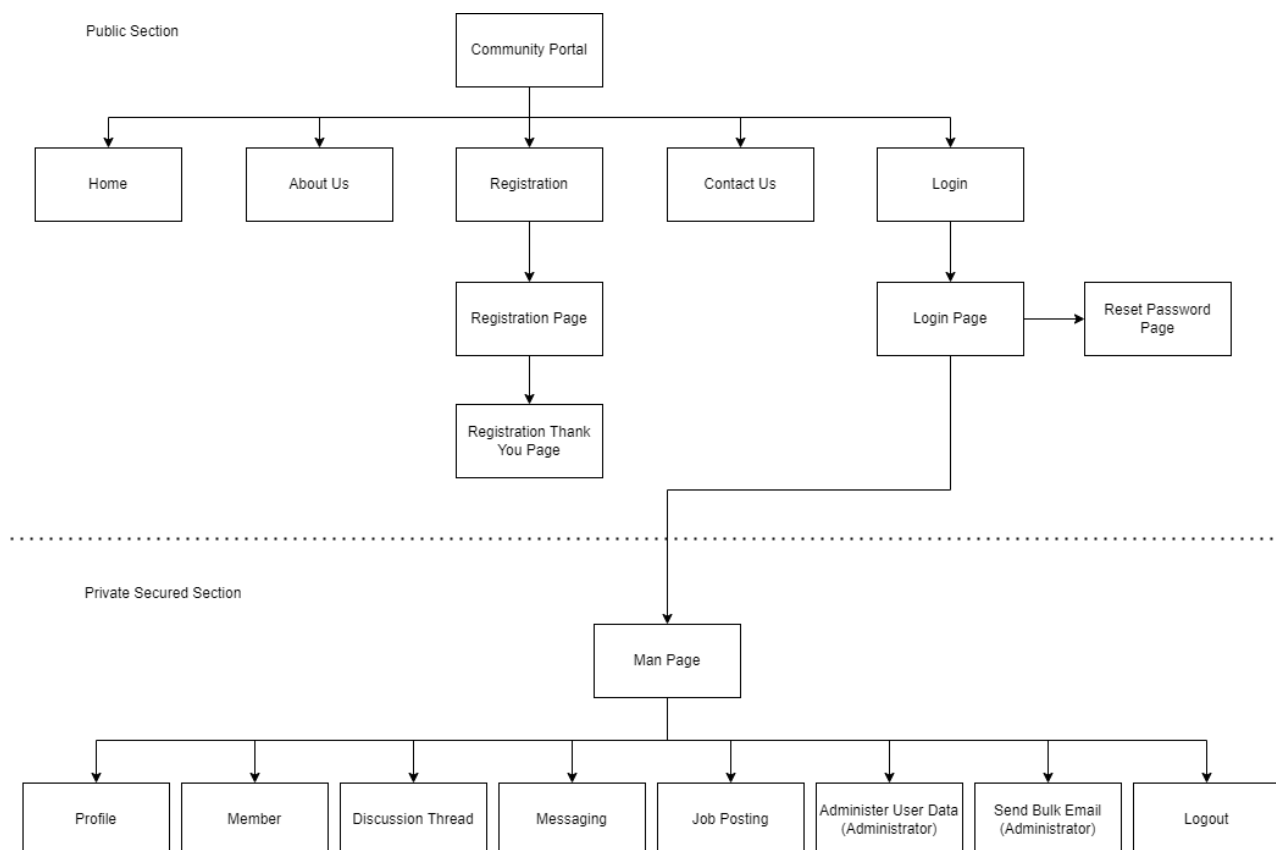 Public Section
Community Portal
Home
About Us
Registration
Contact Us
Login
Registration Page
Login Page
Reset Password
Page
Registration Thank
You Page
Private Secured Section
Man Page
Profile
Member
Discussion Thread
Messaging
Job Posting
Administer User Data
(Administrator)
Send Bulk Email
(Administrator)
Logout